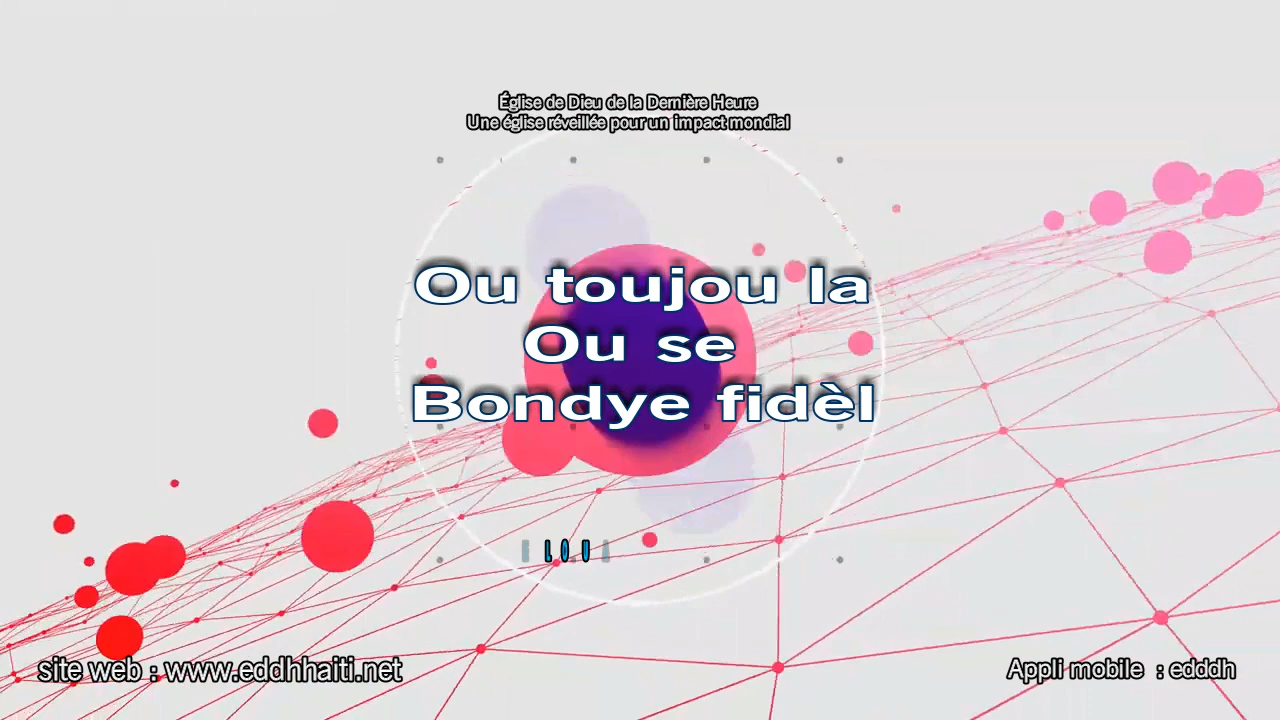 Église de Dieu de la Dernière Heure
Une église réveillée pour un impact mondial
Ou toujou la
Ou se
Bondye fidèl
site web : www.eddhhaiti.net
Appli mobile : edddh